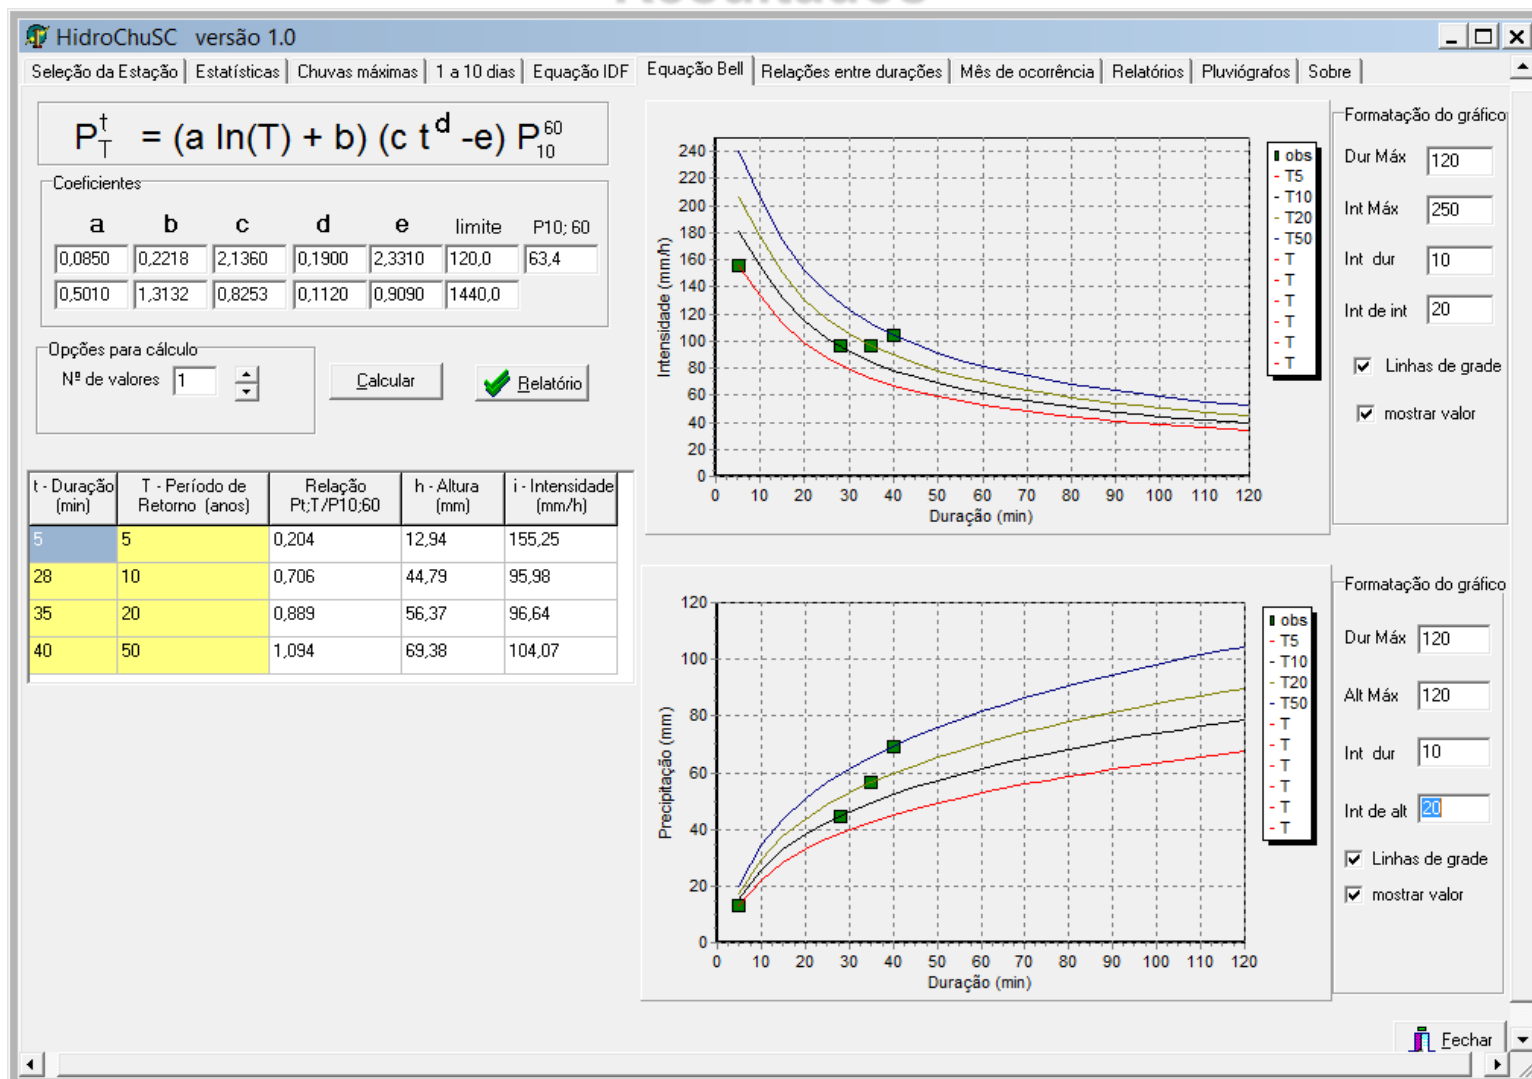 Resultados
HidroChuSC versão 1.0
Seleção da Estação Estatísticas Chuvas máximas 1 a 10 dias Equação IDF Equação Bell Relações entre durações Mês de ocorrência Relatórios Pluviógrafos Sobre
P_T^t = (a ln(T) + b) (c t^d -e) P_10^60
Coeficientes
a b c d e limite P10; 60
0,0850 0,2218 2,1360 0,1900 2,3310 120,0 63,4
0,5010 1,3132 0,8253 0,1120 0,9090 1440,0
Opções para cálculo
Nº de valores 1
Calcular
Relatório
t - Duração (min) T - Período de Retorno (anos) Relação Pt;T/P10;60 h - Altura (mm) i - Intensidade (mm/h)
5 5 0,204 12,94 155,25
28 10 0,706 44,79 95,98
35 20 0,889 56,37 96,64
40 50 1,094 69,38 104,07
Intensidade (mm/h)
240
220
200
180
160
140
120
100
80
60
40
20
0
0 10 20 30 40 50 60 70 80 90 100 110 120
Duração (min)
obs
T5
T10
T20
T50
T
T
T
T
T
T
Formatação do gráfico
Dur Máx 120
Int Máx 250
Int dur 10
Int de int 20
Linhas de grade
mostrar valor
Precipitação (mm)
120
100
80
60
40
20
0
0 10 20 30 40 50 60 70 80 90 100 110 120
Duração (min)
obs
T5
T10
T20
T50
T
T
T
T
T
T
Formatação do gráfico
Dur Máx 120
Alt Máx 120
Int dur 10
Int de alt 20
Linhas de grade
mostrar valor
Fechar